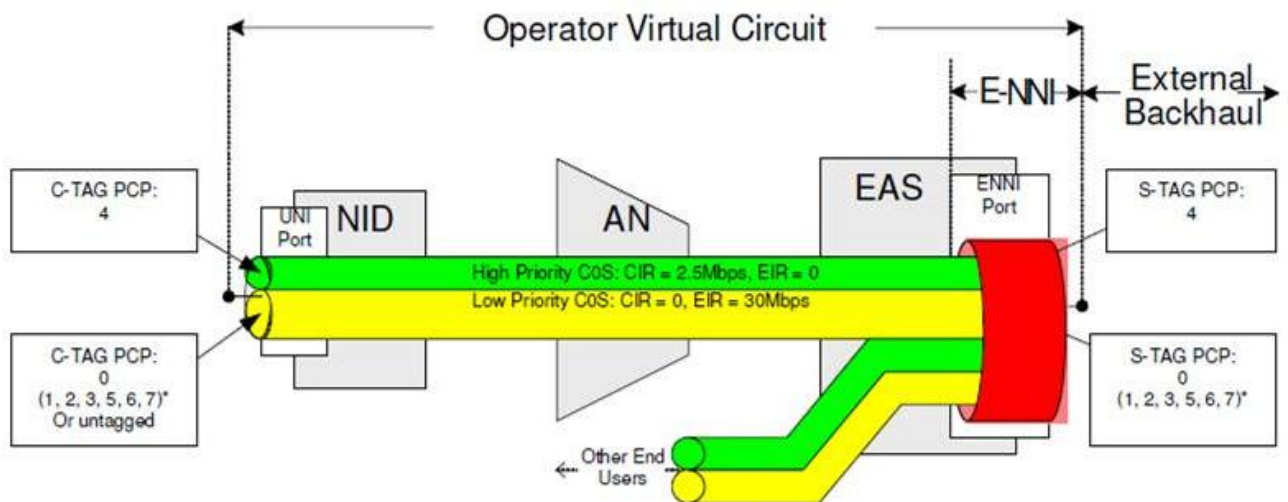 Operator Virtual Circuit
E-NNI
External
Backhaul
C-TAG PCP:
4
UNI
Port
NID
AN
EAS
ENNI
Port
S-TAG PCP:
4
High Priority C0S: CIR = 2.5Mbps, EIR = 0
Low Priority C0S: CIR = 0, EIR = 30Mbps
C-TAG PCP:
0
(1, 2, 3, 5, 6, 7)*
Or untagged
S-TAG PCP:
0
(1, 2, 3, 5, 6, 7)*
Other End
Users